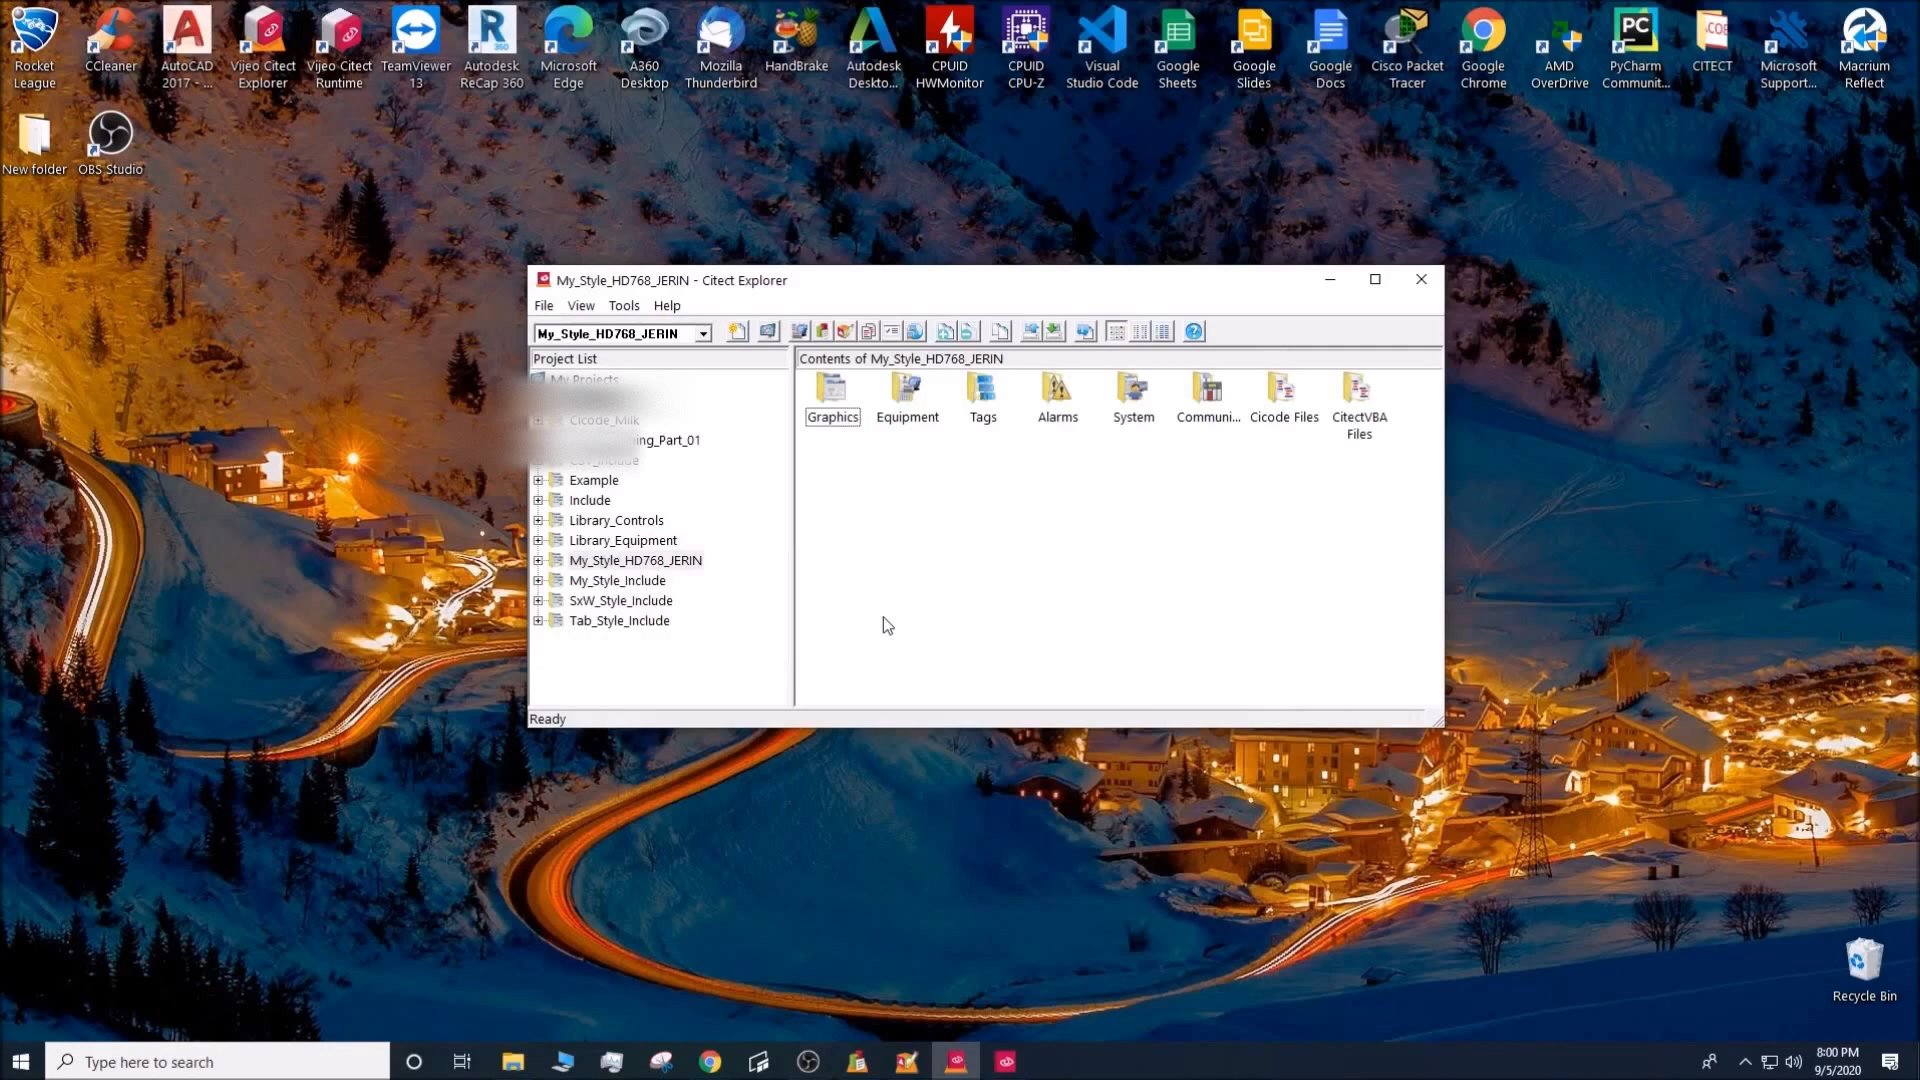 Rocket League
CCleaner
AutoCAD 2017 - ...
Vijeo Citect Explorer
Vijeo Citect Runtime
TeamViewer 13
Autodesk ReCap 360
Microsoft Edge
A360 Desktop
Mozilla Thunderbird
HandBrake
Autodesk Deskto...
CPUID HWMonitor
CPUID CPU-Z
Visual Studio Code
Google Sheets
Google Slides
Google Docs
Cisco Packet Tracer
Google Chrome
AMD OverDrive
PyCharm Communit...
CITECT
Microsoft Support...
Macrium Reflect
New folder
OBS Studio
My_Style_HD768_JERIN - Citect Explorer
File View Tools Help
My_Style_HD768_JERIN
Project List
My Projects
Cicode_Milk
ing_Part_01
Example
Include
Library_Controls
Library_Equipment
My_Style_HD768_JERIN
My_Style_Include
SxW_Style_Include
Tab_Style_Include
Contents of My_Style_HD768_JERIN
Graphics
Equipment
Tags
Alarms
System
Communi...
Cicode Files
CitectVBA Files
Ready
Recycle Bin
Type here to search
8:00 PM
9/5/2020